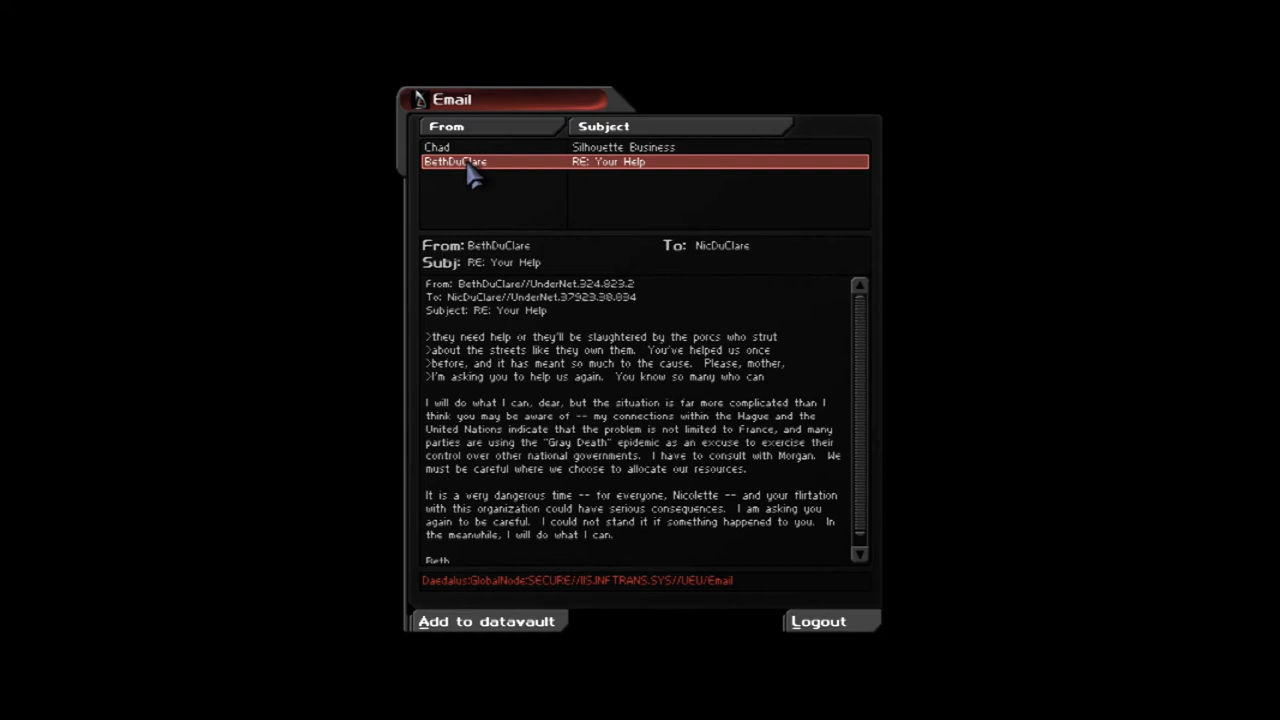 Email
From Subject
Chad Silhouette Business
BethDuClare RE: Your Help
From: BethDuClare To: NicDuClare
Subj: RE: Your Help
From: BethDuClare//UnderNet.324.823.2
To: NicDuClare//UnderNet.37923.38.834
Subject: RE: Your Help
>they need help or they'll be slaughtered by the porcs who strut
>about the streets like they own them. You've helped us once
>before, and it has meant so much to the cause. Please, mother,
>I'm asking you to help us again. You know so many who can
I will do what I can, dear, but the situation is far more complicated than I
think you may be aware of -- my connections within the Hague and the
United Nations indicate that the problem is not limited to France, and many
parties are using the "Gray Death" epidemic as an excuse to exercise their
control over other national governments. I have to consult with Morgan. We
must be careful where we choose to allocate our resources.
It is a very dangerous time -- for everyone, Nicolette -- and your flirtation
with this organization could have serious consequences. I am asking you
again to be careful. I could not stand it if something happened to you. In
the meanwhile, I will do what I can.
Beth
Daedalus:GlobalNode:SECURE//IIS.INFTRANS.SYS//UEU/Email
Add to datavault Logout